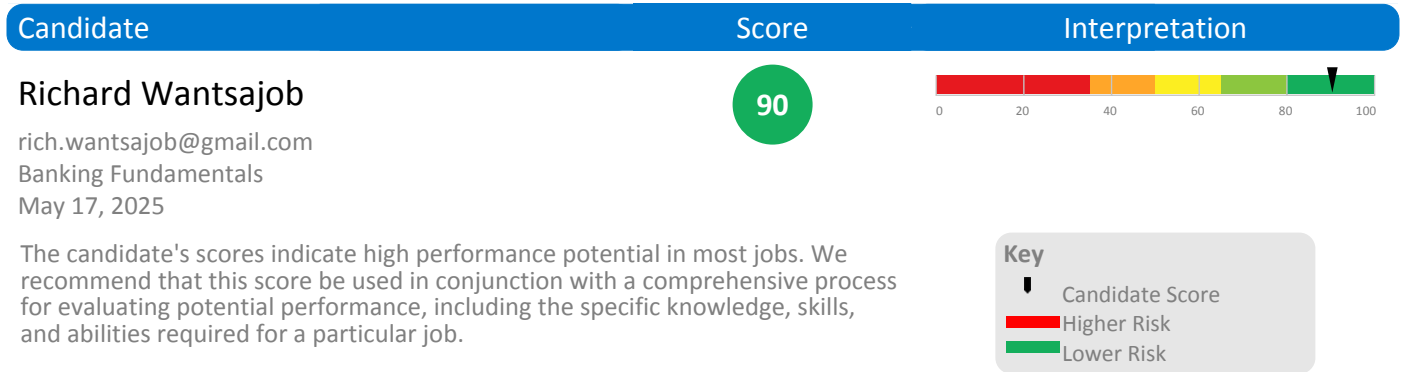 Candidate Score Interpretation
Richard Wantsajob
90
0 20 40 60 80 100
rich.wantsajob@gmail.com
Banking Fundamentals
May 17, 2025
The candidate's scores indicate high performance potential in most jobs. We
recommend that this score be used in conjunction with a comprehensive process
for evaluating potential performance, including the specific knowledge, skills,
and abilities required for a particular job.
Key
Candidate Score
Higher Risk
Lower Risk